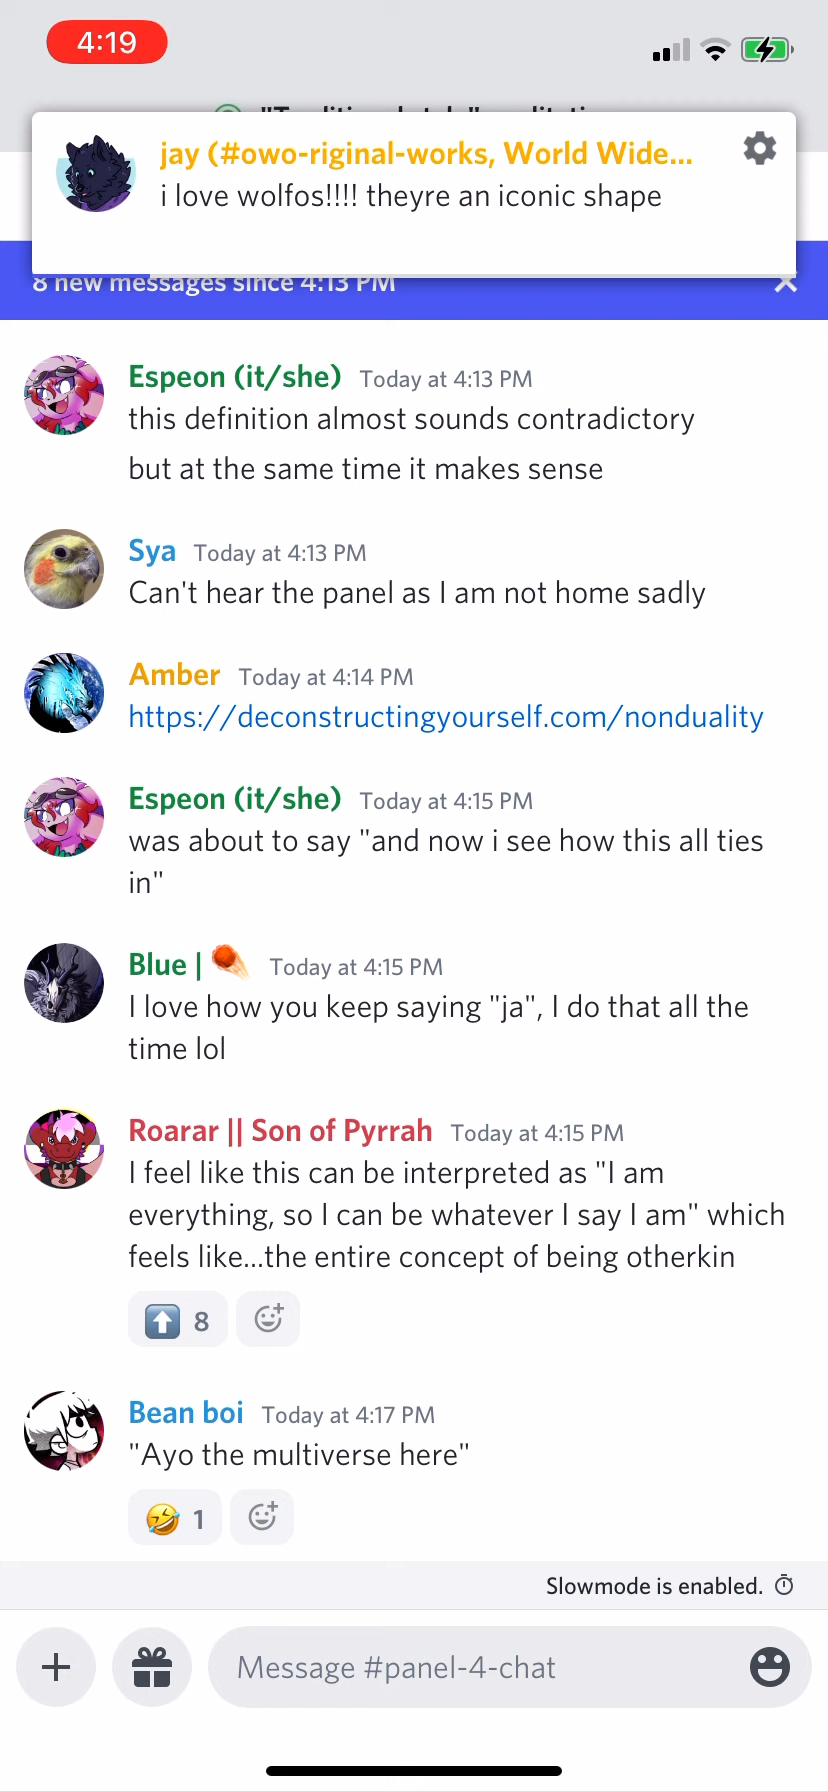 4:19
jay (#owo-riginal-works, World Wide...
i love wolfos!!!! theyre an iconic shape
8 new messages since 4:13 PM
Espeon (it/she) Today at 4:13 PM
this definition almost sounds contradictory
but at the same time it makes sense
Sya Today at 4:13 PM
Can't hear the panel as I am not home sadly
Amber Today at 4:14 PM
https://deconstructingyourself.com/nonduality
Espeon (it/she) Today at 4:15 PM
was about to say "and now i see how this all ties
in"
Blue | Today at 4:15 PM
I love how you keep saying "ja", I do that all the
time lol
Roarar || Son of Pyrrah Today at 4:15 PM
I feel like this can be interpreted as "I am
everything, so I can be whatever I say I am" which
feels like...the entire concept of being otherkin
8
Bean boi Today at 4:17 PM
"Ayo the multiverse here"
1
Slowmode is enabled.
Message #panel-4-chat